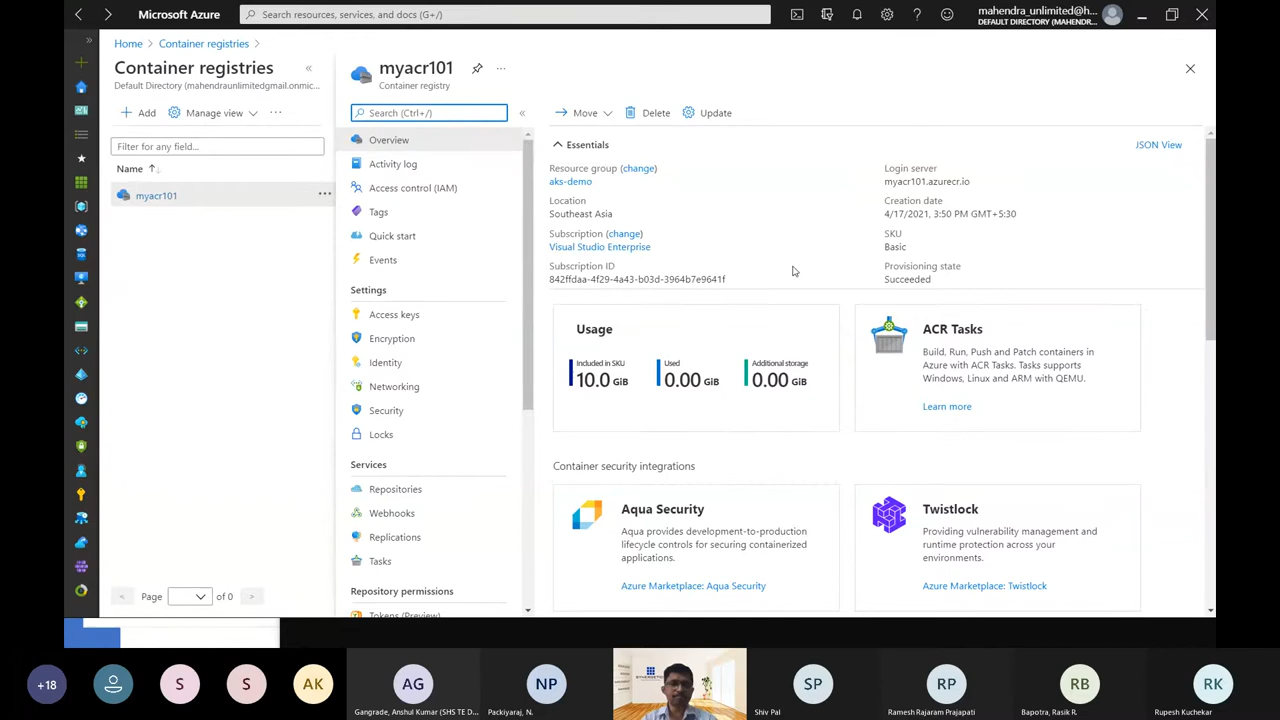 Microsoft Azure
Search resources, services, and docs (G+/)
mahendra_unlimited@h...
DEFAULT DIRECTORY (MAHENDR...
Home > Container registries >
Container registries
Default Directory (mahendraunlimitedgmail.onmic...
Add
Manage view
Filter for any field...
Name
myacr101
Page
of 0
myacr101
Container registry
Search (Ctrl+/)
Overview
Activity log
Access control (IAM)
Tags
Quick start
Events
Settings
Access keys
Encryption
Identity
Networking
Security
Locks
Services
Repositories
Webhooks
Replications
Tasks
Repository permissions
Tokens (Preview)
Move
Delete
Update
Essentials
JSON View
Resource group (change)
aks-demo
Location
Southeast Asia
Subscription (change)
Visual Studio Enterprise
Subscription ID
842ffdaa-4f29-4a43-b03d-3964b7e9641f
Login server
myacr101.azurecr.io
Creation date
4/17/2021, 3:50 PM GMT+5:30
SKU
Basic
Provisioning state
Succeeded
Usage
Included in SKU
10.0 GiB
Used
0.00 GiB
Additional storage
0.00 GiB
ACR Tasks
Build, Run, Push and Patch containers in
Azure with ACR Tasks. Tasks supports
Windows, Linux and ARM with QEMU.
Learn more
Container security integrations
Aqua Security
Aqua provides development-to-production
lifecycle controls for securing containerized
applications.
Azure Marketplace: Aqua Security
Twistlock
Providing vulnerability management and
runtime protection across your
environments.
Azure Marketplace: Twistlock
+18
S
S
AK
AG
Gangrade, Anshul Kumar (SHS TE D...
NP
Packiyaraj, N.
SP
Shiv Pal
RP
Ramesh Rajaram Prajapati
RB
Bapotra, Rasik R.
RK
Rupesh Kuchekar